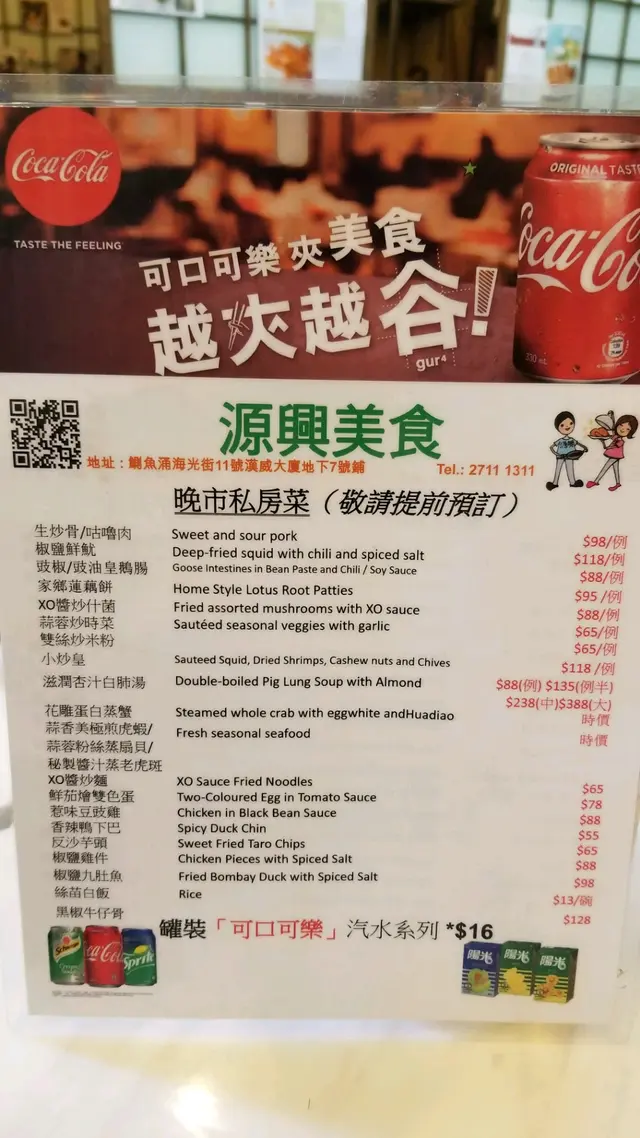 Coca-Cola
TASTE THE FEELING
ORIGINAL TAST
oca-Co
330 mL
可口可樂 夾美食
越夾越谷!
gur⁴
源興美食
地址：鰂魚涌海光街11號漢威大廈地下7號鋪 Tel.: 2711 1311
晚市私房菜（敬請提前預訂）
生炒骨/咕嚕肉 Sweet and sour pork $98/例
椒鹽鮮魷 Deep-fried squid with chili and spiced salt $118/例
豉椒/豉油皇鵝腸 Goose Intestines in Bean Paste and Chili / Soy Sauce $88/例
家鄉蓮藕餅 Home Style Lotus Root Patties $95 /例
XO醬炒什菌 Fried assorted mushrooms with XO sauce $88/例
蒜蓉炒時菜 Sautéed seasonal veggies with garlic $65/例
雙絲炒米粉 $65/例
小炒皇 Sauteed Squid, Dried Shrimps, Cashew nuts and Chives $118 /例
滋潤杏汁白肺湯 Double-boiled Pig Lung Soup with Almond $88(例) $135(例半)
$238(中)$388(大)
花雕蛋白蒸蟹 Steamed whole crab with eggwhite andHuadiao 時價
蒜香美極煎虎蝦/ Fresh seasonal seafood 時價
蒜蓉粉絲蒸扇貝/
秘製醬汁蒸老虎斑
XO醬炒麵 XO Sauce Fried Noodles $65
鮮茄燴雙色蛋 Two-Coloured Egg in Tomato Sauce $78
惹味豆豉雞 Chicken in Black Bean Sauce $88
香辣鴨下巴 Spicy Duck Chin $55
反沙芋頭 Sweet Fried Taro Chips $65
椒鹽雞件 Chicken Pieces with Spiced Salt $88
椒鹽九肚魚 Fried Bombay Duck with Spiced Salt $98
絲苗白飯 Rice $13/碗
黑椒牛仔骨 $128
罐裝「可口可樂」汽水系列 *$16
Schweppes Coca-Cola Sprite
陽光 陽光 陽光